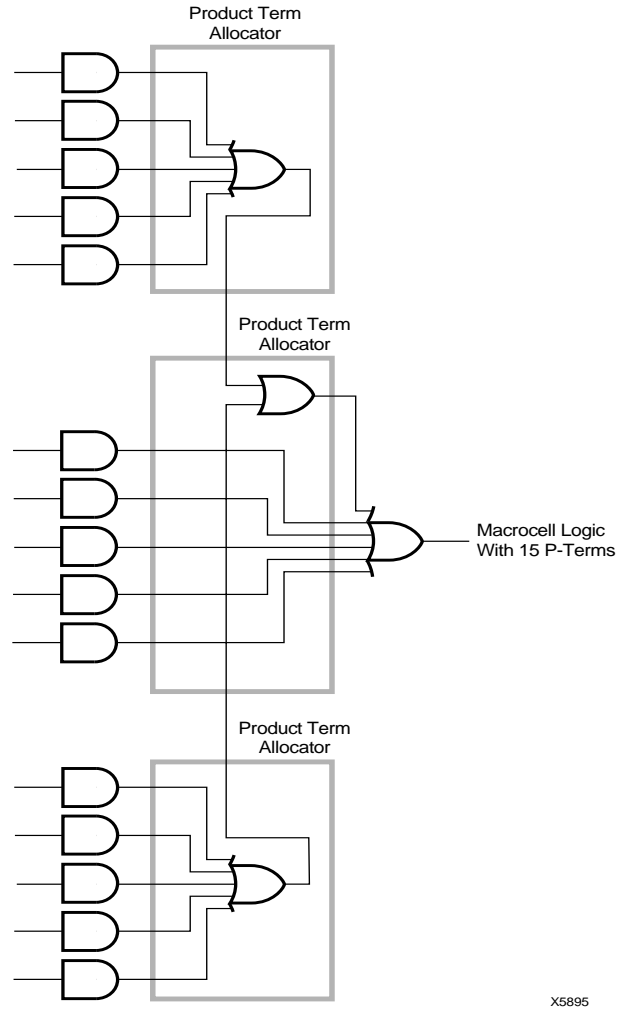 Product Term
Allocator
Product Term
Allocator
Macrocell Logic
With 15 P-Terms
Product Term
Allocator
X5895